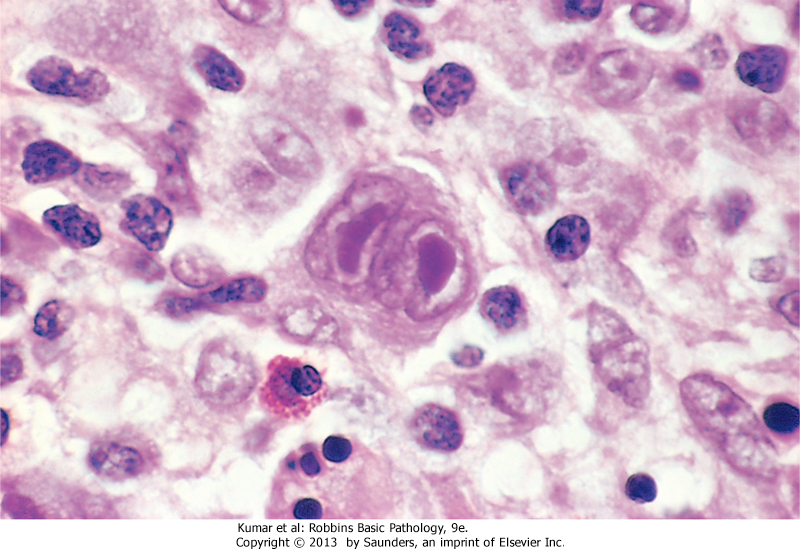 Kumar et al: Robbins Basic Pathology, 9e.
Copyright © 2013 by Saunders, an imprint of Elsevier Inc.